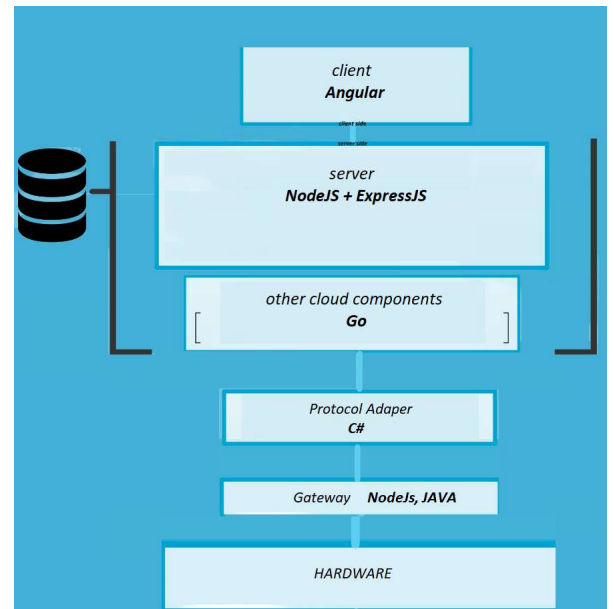 client
Angular
client side
server side
server
NodeJS + ExpressJS
other cloud components
Go
Protocol Adaper
C#
Gateway NodeJs, JAVA
HARDWARE